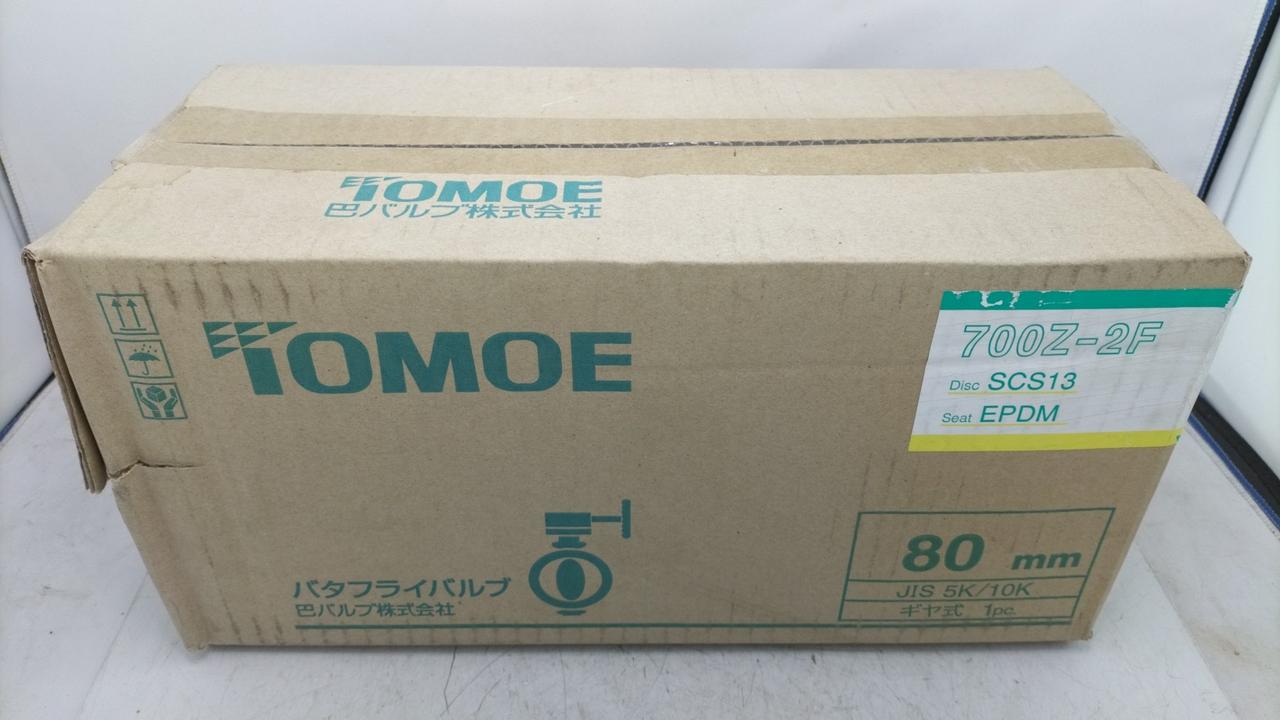 TOMOE
巴バルブ株式会社
TOMOE
700Z-2F
Disc SCS13
Seat EPDM
バタフライバルブ
巴バルブ株式会社
80 mm
JIS 5K/10K
ギヤ式 1pc.